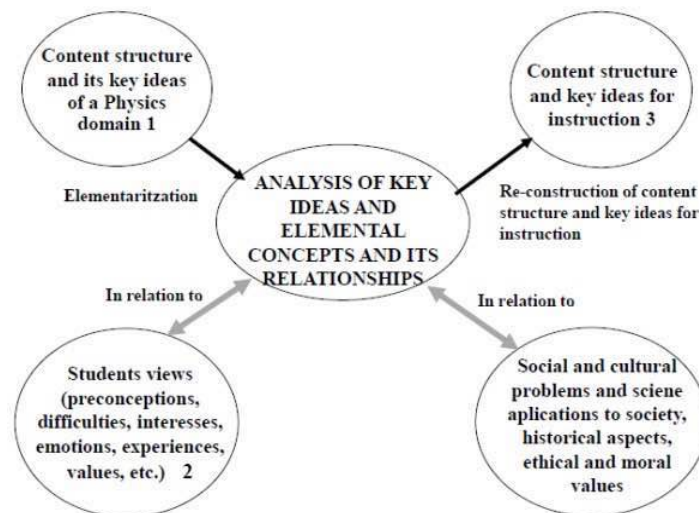 Content structure
and its key ideas
of a Physics
domain 1
Content structure
and key ideas for
instruction 3
Elementaritzation
ANALYSIS OF KEY
IDEAS AND
ELEMENTAL
CONCEPTS AND ITS
RELATIONSHIPS
Re-construction of content
structure and key ideas for
instruction
In relation to
In relation to
Students views
(preconceptions,
difficulties, interesses,
emotions, experiences,
values, etc.) 2
Social and cultural
problems and sciene
aplications to society,
historical aspects,
ethical and moral
values